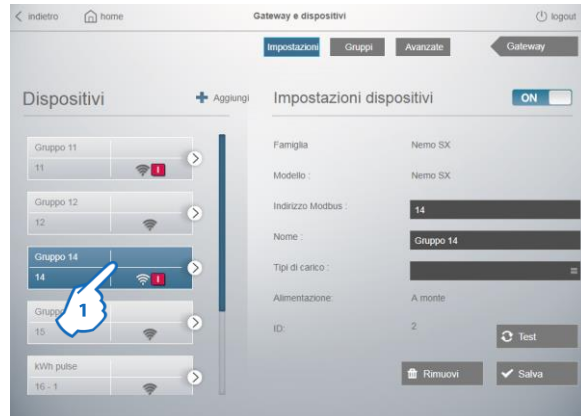 indietro home Gateway e dispositivi logout
Impostazioni Gruppi Avanzate Gateway
Dispositivi Aggiungi
Gruppo 11
11 I
Gruppo 12
12
Gruppo 14
14 I
15
kWh pulse
16 - 1
1
Impostazioni dispositivi ON
Famiglia Nemo SX
Modello : Nemo SX
Indirizzo Modbus : 14
Nome : Gruppo 14
Tipi di carico :
Alimentazione: A monte
ID: 2
Test
Rimuovi Salva